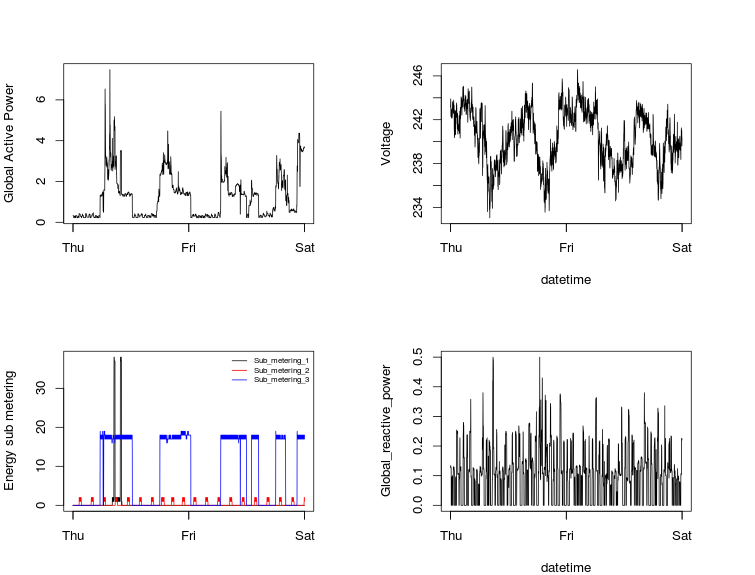 Global Active Power
0 2 4 6
Thu Fri Sat
Voltage
234 238 242 246
Thu Fri Sat
datetime
Energy sub metering
0 10 20 30
Sub_metering_1
Sub_metering_2
Sub_metering_3
Thu Fri Sat
Global_reactive_power
0.0 0.1 0.2 0.3 0.4 0.5
Thu Fri Sat
datetime